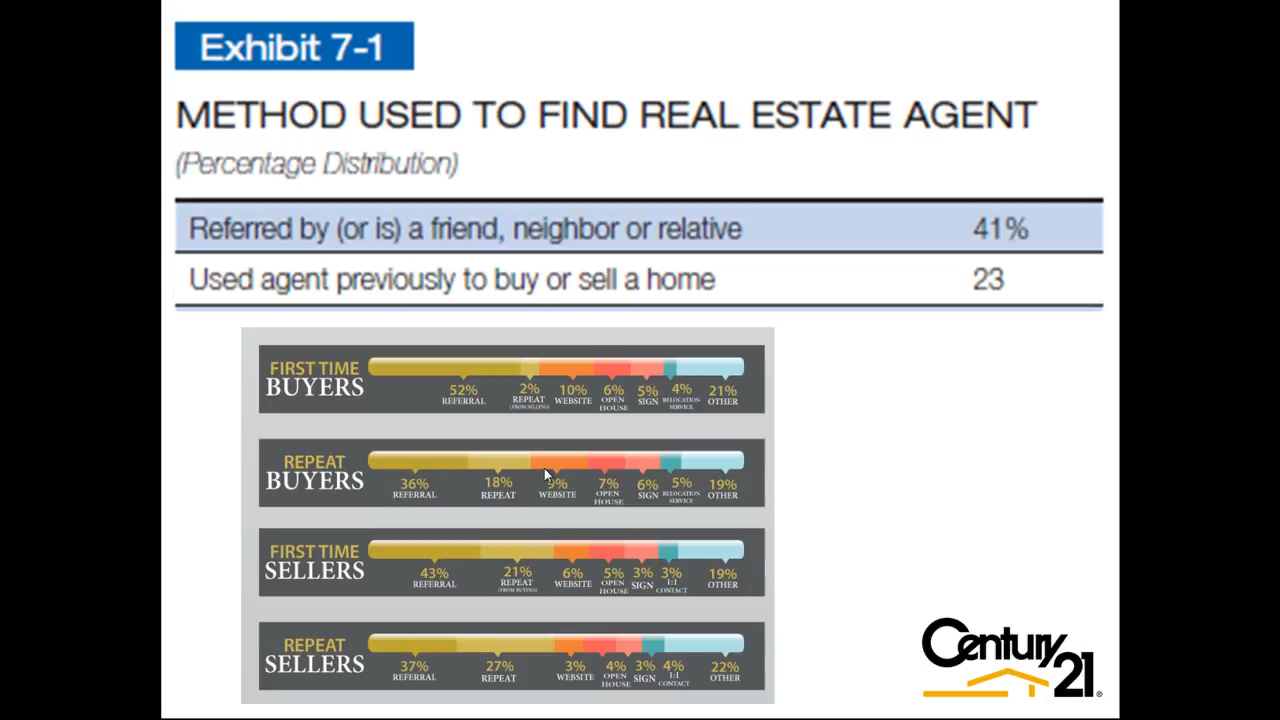 Exhibit 7-1
METHOD USED TO FIND REAL ESTATE AGENT
(Percentage Distribution)
Referred by (or is) a friend, neighbor or relative 41%
Used agent previously to buy or sell a home 23
FIRST TIME
BUYERS
52% 2% 10% 6% 5% 4% 21%
REFERRAL REPEAT (FROM SELLING) WEBSITE OPEN HOUSE SIGN RELOCATION SERVICE OTHER
REPEAT
BUYERS
36% 18% 9% 7% 6% 5% 19%
REFERRAL REPEAT WEBSITE OPEN HOUSE SIGN RELOCATION SERVICE OTHER
FIRST TIME
SELLERS
43% 21% 6% 5% 3% 3% 19%
REFERRAL REPEAT (FROM BUYING) WEBSITE OPEN HOUSE SIGN 1:1 CONTACT OTHER
REPEAT
SELLERS
37% 27% 3% 4% 3% 4% 22%
REFERRAL REPEAT WEBSITE OPEN HOUSE SIGN 1:1 CONTACT OTHER
Century
21®